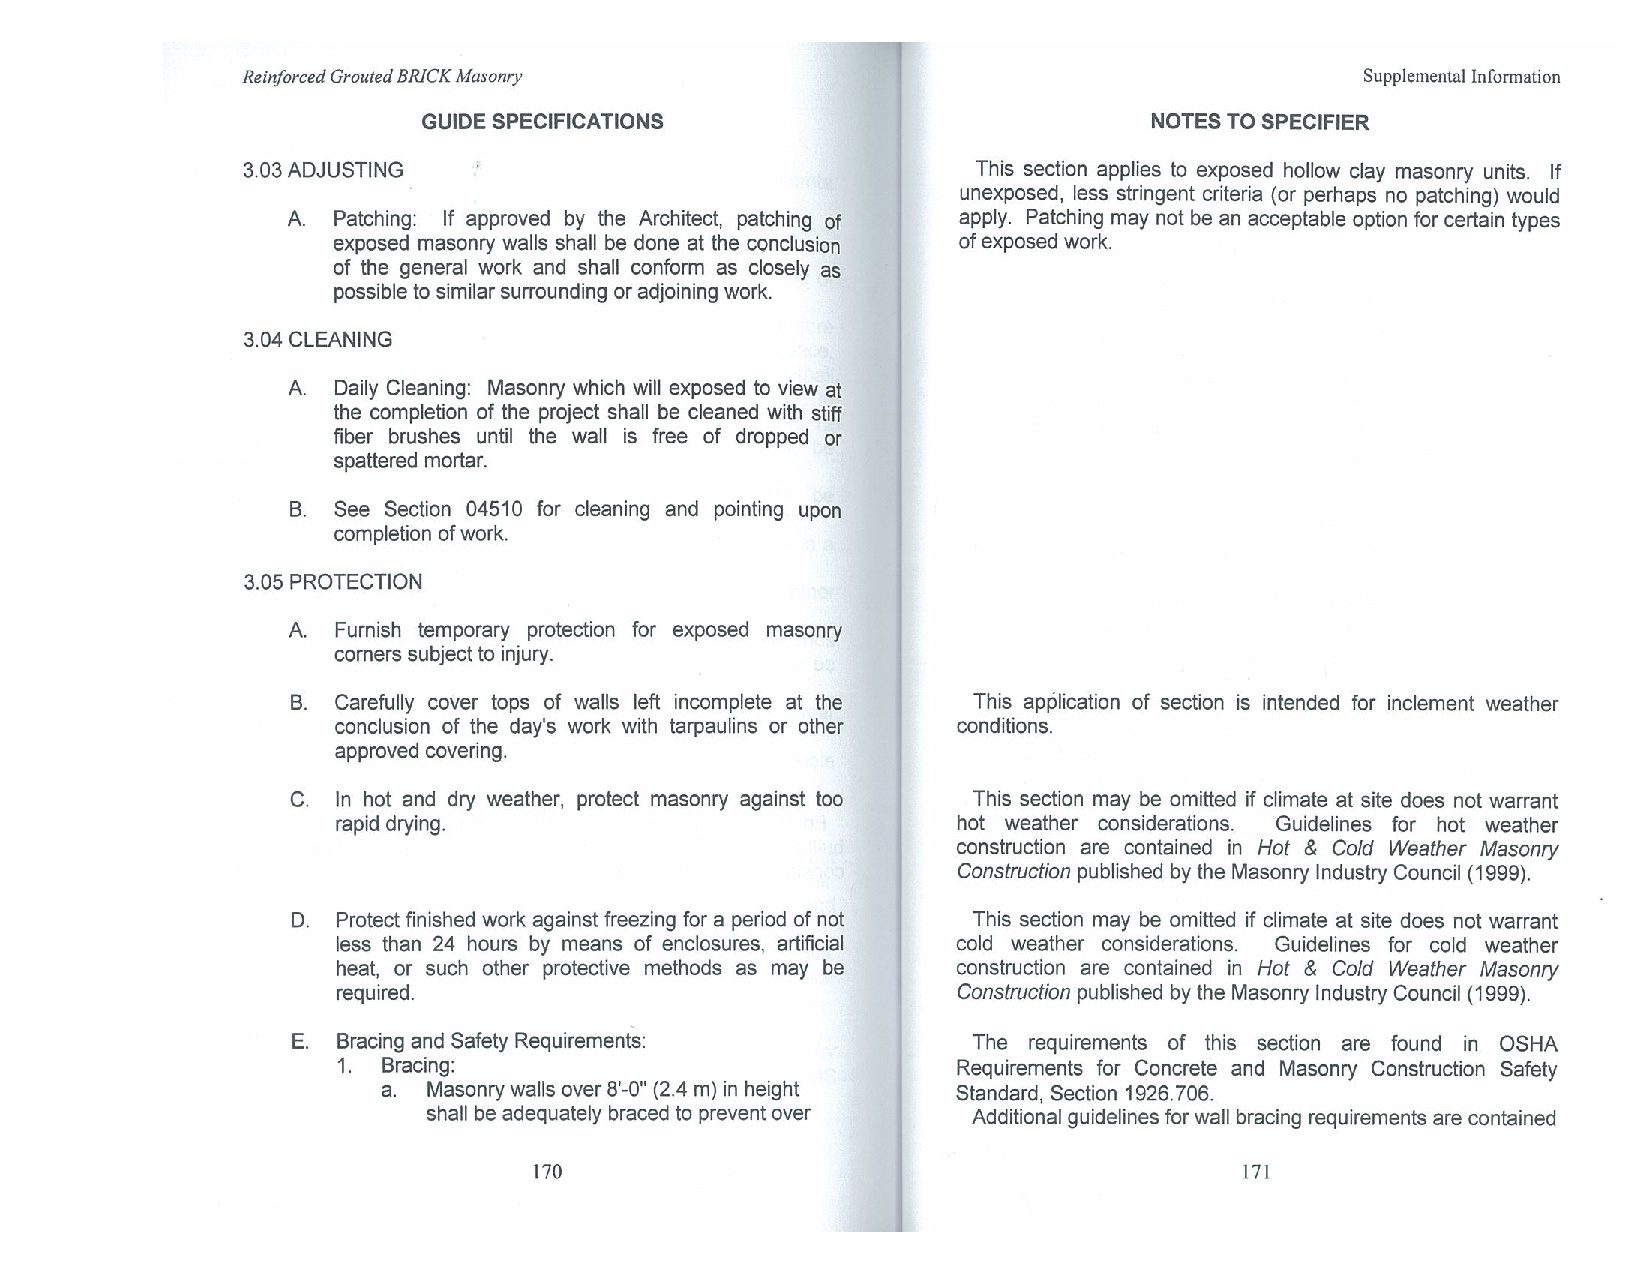 Reinforced Grouted BRICK Masonry
GUIDE SPECIFICATIONS
3.03 ADJUSTING
A. Patching: If approved by the Architect, patching of
exposed masonry walls shall be done at the conclusion
of the general work and shall conform as closely as
possible to similar surrounding or adjoining work.
3.04 CLEANING
A. Daily Cleaning: Masonry which will exposed to view at
the completion of the project shall be cleaned with stiff
fiber brushes until the wall is free of dropped or
spattered mortar.
B. See Section 04510 for cleaning and pointing upon
completion of work.
3.05 PROTECTION
A. Furnish temporary protection for exposed masonry
corners subject to injury.
B. Carefully cover tops of walls left incomplete at the
conclusion of the day's work with tarpaulins or other
approved covering.
C. In hot and dry weather, protect masonry against too
rapid drying.
D. Protect finished work against freezing for a period of not
less than 24 hours by means of enclosures, artificial
heat, or such other protective methods as may be
required.
E. Bracing and Safety Requirements:
1. Bracing:
a. Masonry walls over 8'-0" (2.4 m) in height
shall be adequately braced to prevent over
170
Supplemental Information
NOTES TO SPECIFIER
This section applies to exposed hollow clay masonry units. If
unexposed, less stringent criteria (or perhaps no patching) would
apply. Patching may not be an acceptable option for certain types
of exposed work.
This application of section is intended for inclement weather
conditions.
This section may be omitted if climate at site does not warrant
hot weather considerations. Guidelines for hot weather
construction are contained in Hot & Cold Weather Masonry
Construction published by the Masonry Industry Council (1999).
This section may be omitted if climate at site does not warrant
cold weather considerations. Guidelines for cold weather
construction are contained in Hot & Cold Weather Masonry
Construction published by the Masonry Industry Council (1999).
The requirements of this section are found in OSHA
Requirements for Concrete and Masonry Construction Safety
Standard, Section 1926.706.
Additional guidelines for wall bracing requirements are contained
171